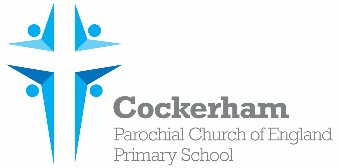 Cockerham
Parochial Church of England
Primary School